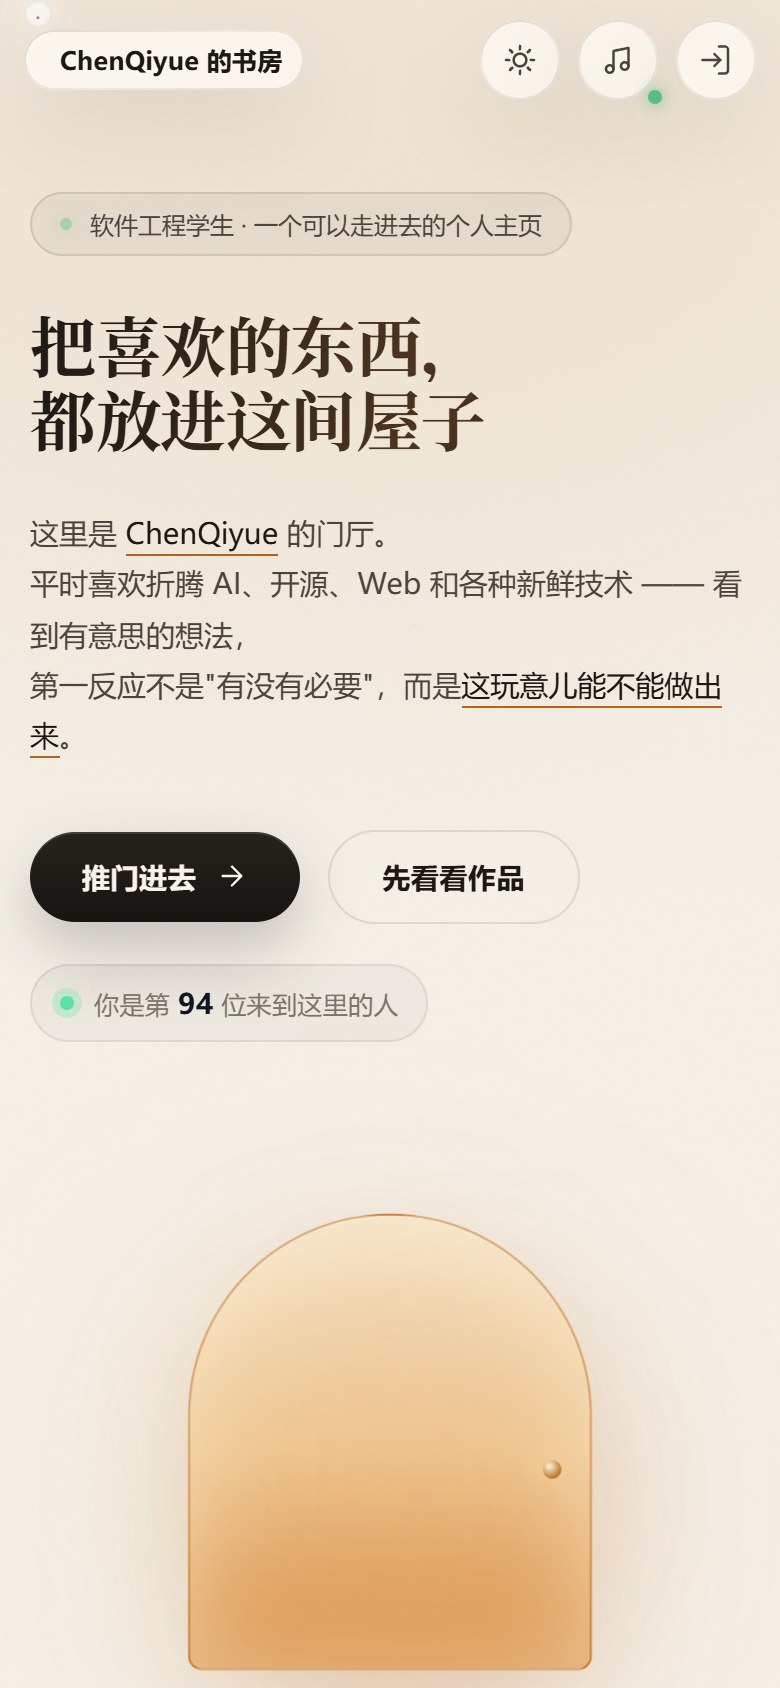 ChenQiyue 的书房
软件工程学生 · 一个可以走进去的个人主页
把喜欢的东西,
都放进这间屋子
这里是 ChenQiyue 的门厅。
平时喜欢折腾 AI、开源、Web 和各种新鲜技术 —— 看
到有意思的想法，
第一反应不是"有没有必要"，而是这玩意儿能不能做出
来。
推门进去 →
先看看作品
你是第 94 位来到这里的人